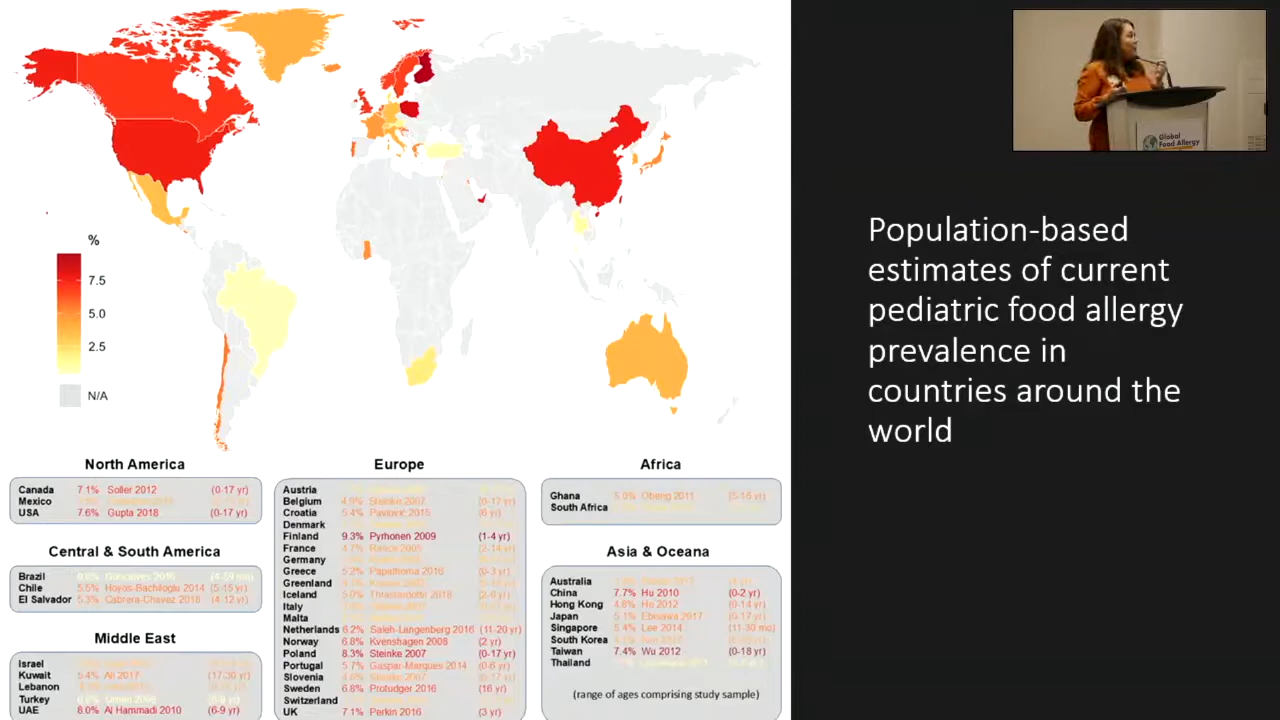 Global
Food Allergy
Population-based
estimates of current
pediatric food allergy
prevalence in
countries around the
world
%
7.5
5.0
2.5
N/A
North America
Canada 7.1% Soller 2012 (0-17 yr)
Mexico
USA 7.6% Gupta 2018 (0-17 yr)
Central & South America
Brazil 0.6% Goncalves 2016 (4-59 mo)
Chile 5.5% Hoyos-Bachiloglu 2014 (5-15 yr)
El Salvador 5.3% Cabrera-Chavez 2018 (4-12 yr)
Middle East
Israel
Kuwait 5.4% Ali 2017 (17-30 yr)
Lebanon
Turkey
UAE 8.0% Al Hammadi 2010 (6-9 yr)
Europe
Austria
Belgium 4.9% Steinke 2007 (0-17 yr)
Croatia 5.4% Pavlovic 2015 (6 yr)
Denmark
Finland 9.3% Pyrhonen 2009 (1-4 yr)
France 4.7% Rance 2005 (2-14 yr)
Germany
Greece 5.2% Papathoma 2016 (0-3 yr)
Greenland
Iceland 5.0% 2018
Italy
Malta
Netherlands 6.2% Saleh-Langenberg 2016 (11-20 yr)
Norway 6.8% Kvenshagen 2008 (2 yr)
Poland 8.3% Steinke 2007 (0-17 yr)
Portugal 5.7% Gaspar-Marques 2014 (0-6 yr)
Slovenia Steinke 2007 (0-17 yr)
Sweden 6.8% Protudger 2016 (16 yr)
Switzerland
UK 7.1% Perkin 2016 (3 yr)
Africa
Ghana 5.0% Obeng 2011 (5-16 yr)
South Africa
Asia & Oceana
Australia
China 7.7% Hu 2010 (0-2 yr)
Hong Kong 4.8% Ho 2012 (0-14 yr)
Japan 5.1% Ebisawa 2017 (0-17 yr)
Singapore 5.4% Lee 2014 (11-30 mo)
South Korea
Taiwan 7.4% Wu 2012 (0-18 yr)
Thailand
(range of ages comprising study sample)